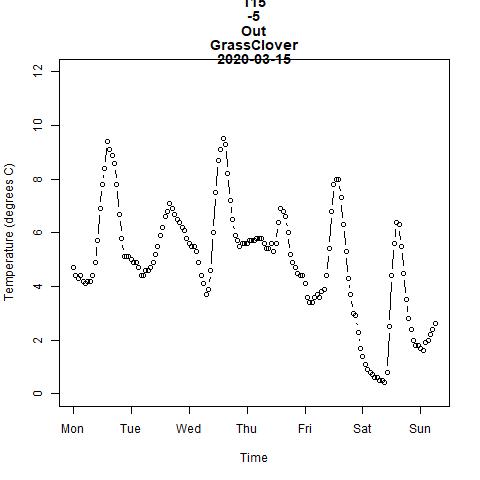 T15
-5
Out
GrassClover
2020-03-15
Temperature (degrees C)
12
10
8
6
4
2
0
Mon Tue Wed Thu Fri Sat Sun
Time